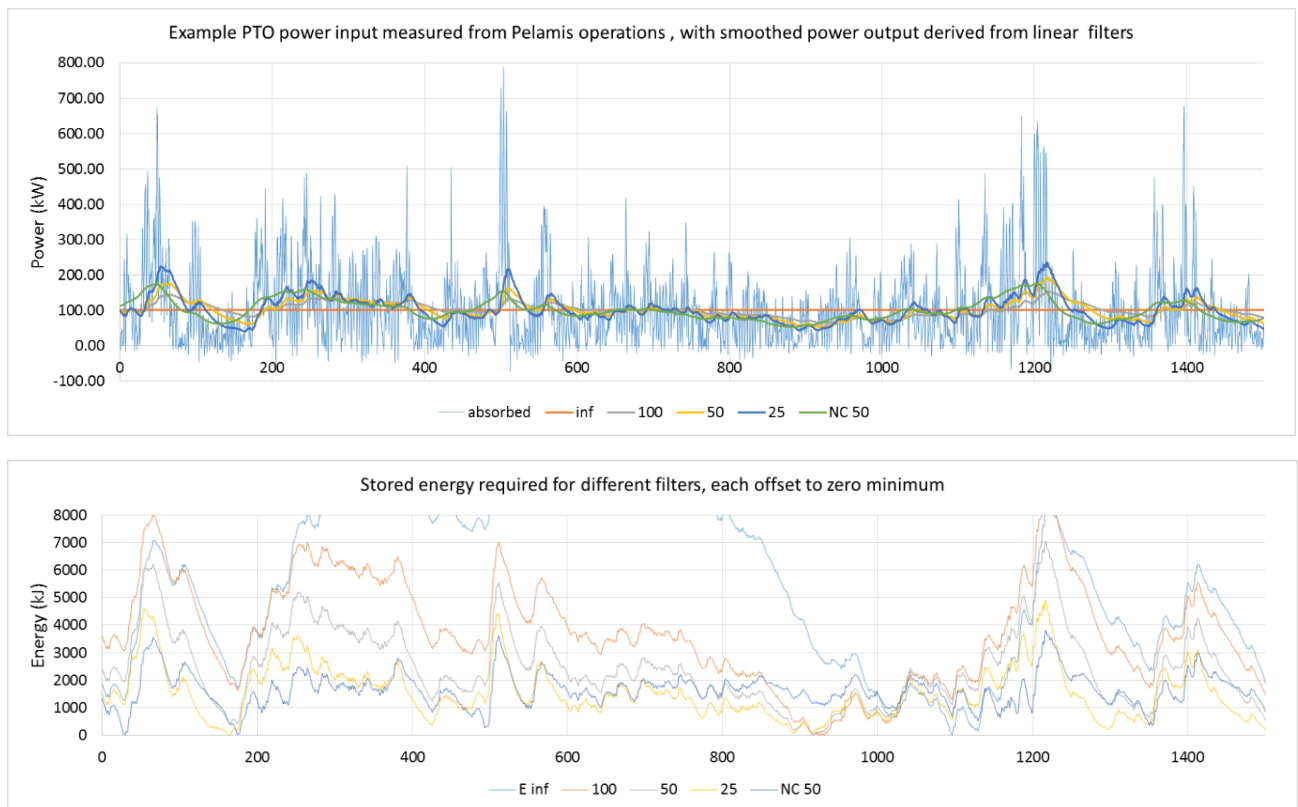 Example PTO power input measured from Pelamis operations , with smoothed power output derived from linear  filters
800.00
700.00
600.00
500.00
400.00
300.00
200.00
100.00
0.00
-100.00
Power (kW)
0 200 400 600 800 1000 1200 1400
absorbed inf 100 50 25 NC 50
Stored energy required for different filters, each offset to zero minimum
8000
7000
6000
5000
4000
3000
2000
1000
0
Energy (kJ)
0 200 400 600 800 1000 1200 1400
E inf 100 50 25 NC 50